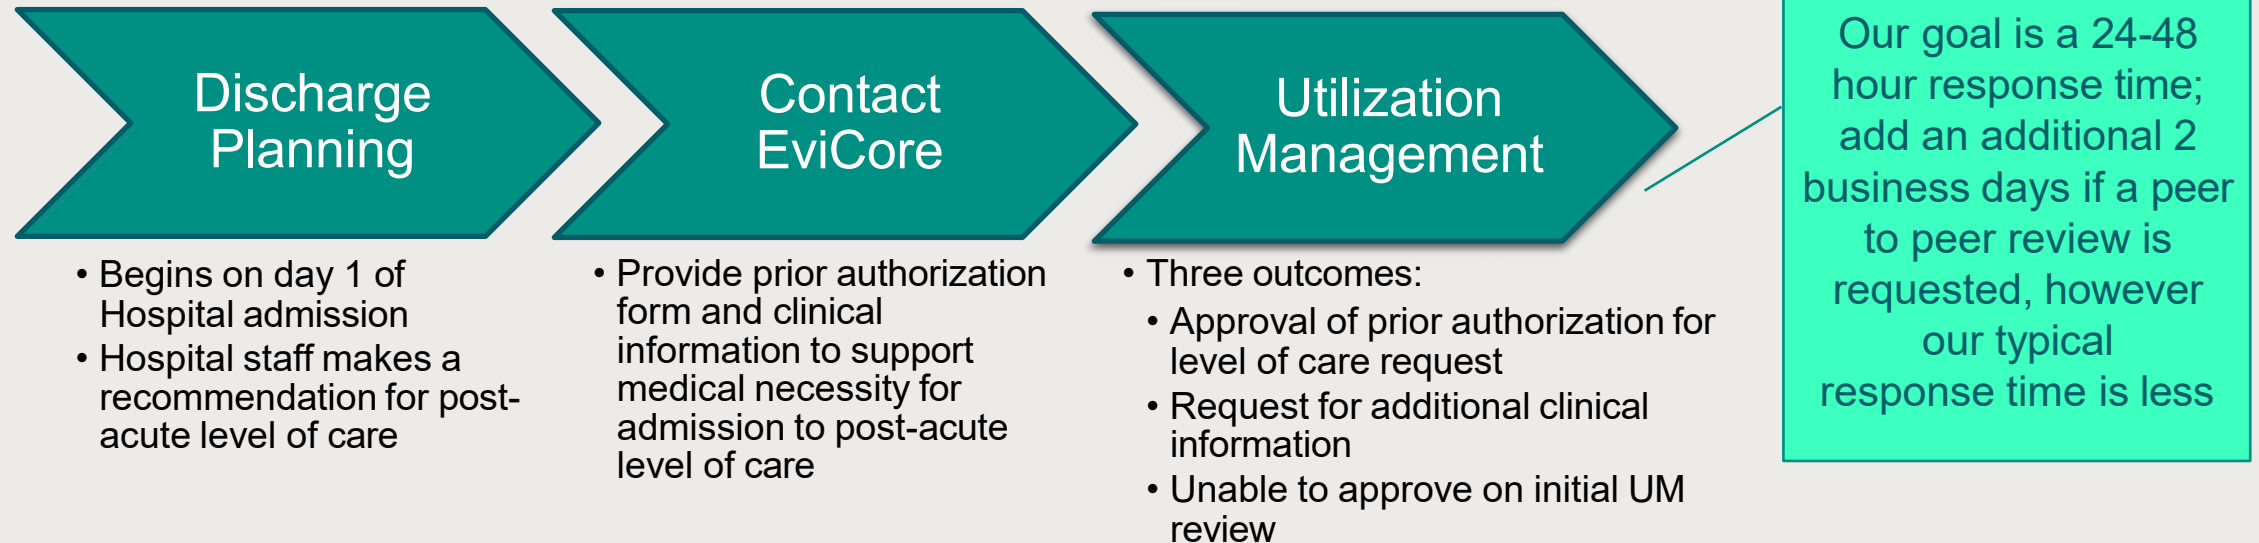 Discharge
Planning
• Begins on day 1 of
Hospital admission
• Hospital staff makes a
recommendation for post-
acute level of care
Contact
EviCore
• Provide prior authorization
form and clinical
information to support
medical necessity for
admission to post-acute
level of care
Utilization
Management
• Three outcomes:
• Approval of prior authorization for
level of care request
• Request for additional clinical
information
• Unable to approve on initial UM
review
Our goal is a 24-48
hour response time;
add an additional 2
business days if a peer
to peer review is
requested, however
our typical
response time is less